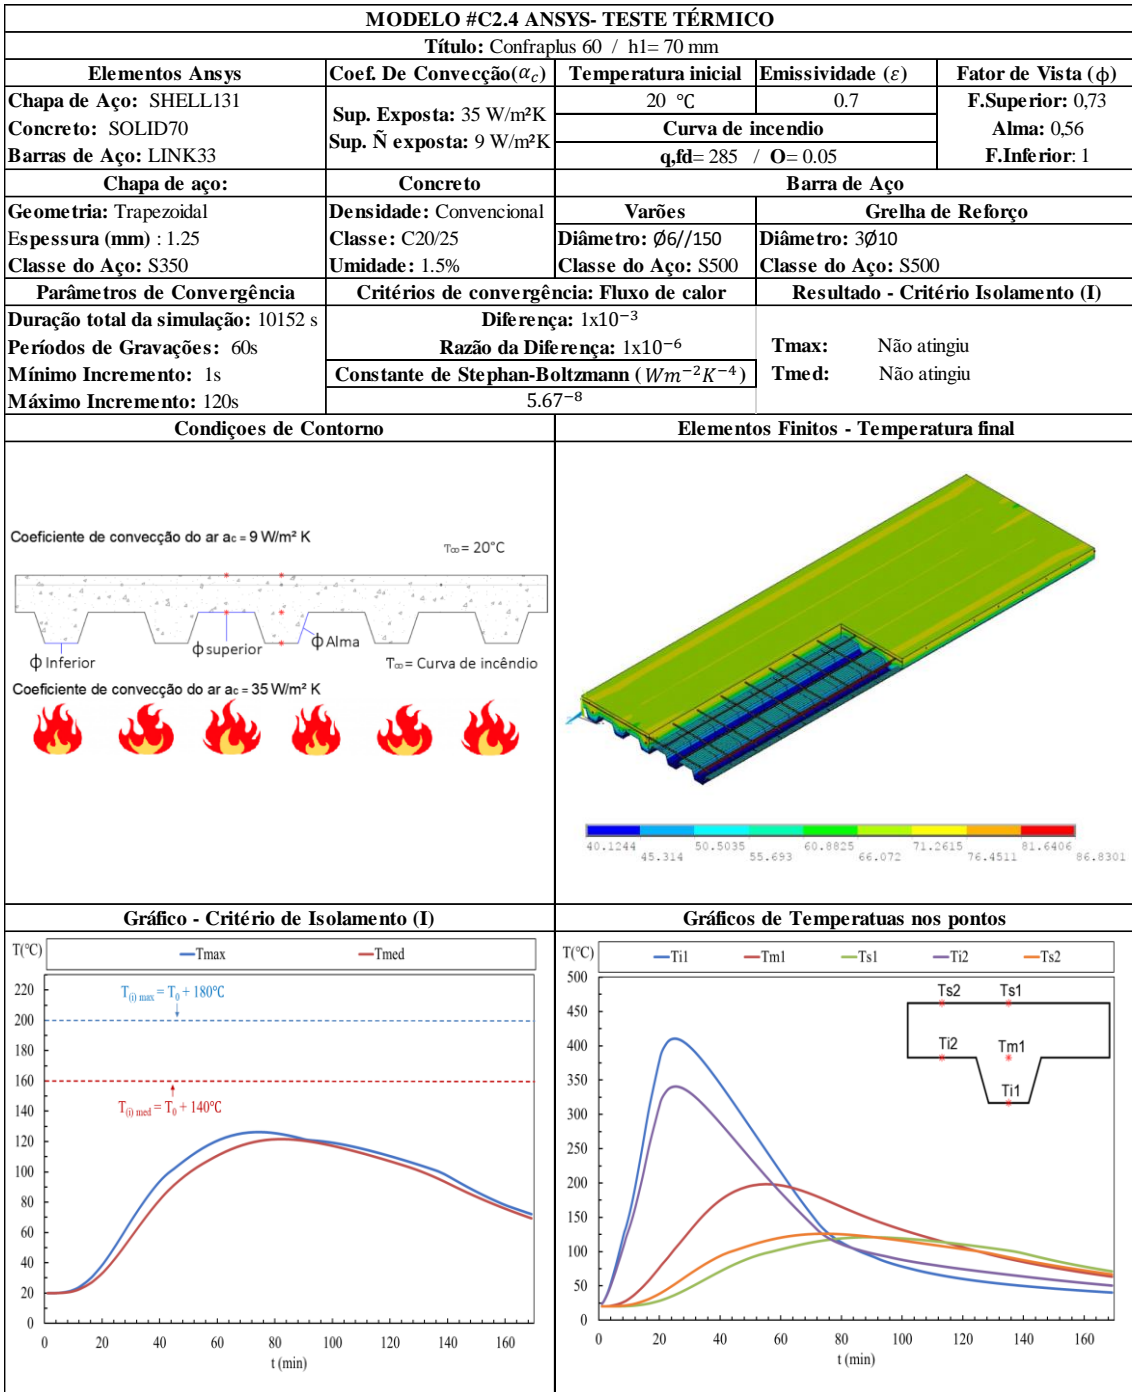 MODELO #C2.4 ANSYS- TESTE TÉRMICO
Título: Confraplus 60 / h1= 70 mm
Elementos Ansys
Coef. De Convecção(α_c)
Temperatura inicial
Emissividade (ε)
Fator de Vista (ϕ)
Chapa de Aço: SHELL131
Concreto: SOLID70
Barras de Aço: LINK33
Sup. Exposta: 35 W/m²K
Sup. Ñ exposta: 9 W/m²K
20 °C
0.7
Curva de incendio
q,fd= 285 / O= 0.05
F.Superior: 0,73
Alma: 0,56
F.Inferior: 1
Chapa de aço:
Concreto
Barra de Aço
Geometria: Trapezoidal
Espessura (mm) : 1.25
Classe do Aço: S350
Densidade: Convencional
Classe: C20/25
Umidade: 1.5%
Varões
Diâmetro: Ø6//150
Classe do Aço: S500
Grelha de Reforço
Diâmetro: 3Ø10
Classe do Aço: S500
Parâmetros de Convergência
Critérios de convergência: Fluxo de calor
Resultado - Critério Isolamento (I)
Duração total da simulação: 10152 s
Períodos de Gravações: 60s
Mínimo Incremento: 1s
Máximo Incremento: 120s
Diferença: 1x10⁻³
Razão da Diferença: 1x10⁻⁶
Constante de Stephan-Boltzmann (Wm⁻²K⁻⁴)
5.67⁻⁸
Tmax: Não atingiu
Tmed: Não atingiu
Condiçoes de Contorno
Elementos Finitos - Temperatura final
Coeficiente de convecção do ar ac = 9 W/m² K
T∞ = 20°C
ϕ Inferior
ϕ superior
ϕ Alma
T∞ = Curva de incêndio
Coeficiente de convecção do ar ac = 35 W/m² K
40.1244 50.5035 60.8825 71.2615 81.6406
45.314 55.693 66.072 76.4511 86.8301
Gráfico - Critério de Isolamento (I)
Gráficos de Temperatuas nos pontos
T(°C)
Tmax Tmed
220
200
180
160
140
120
100
80
60
40
20
0
T(i) max = T0 + 180°C
T(i) med = T0 + 140°C
0 20 40 60 80 100 120 140 160
t (min)
T(°C)
Ti1 Tm1 Ts1 Ti2 Ts2
500
450
400
350
300
250
200
150
100
50
0
Ts2 Ts1
Ti2 Tm1
Ti1
0 20 40 60 80 100 120 140 160
t (min)